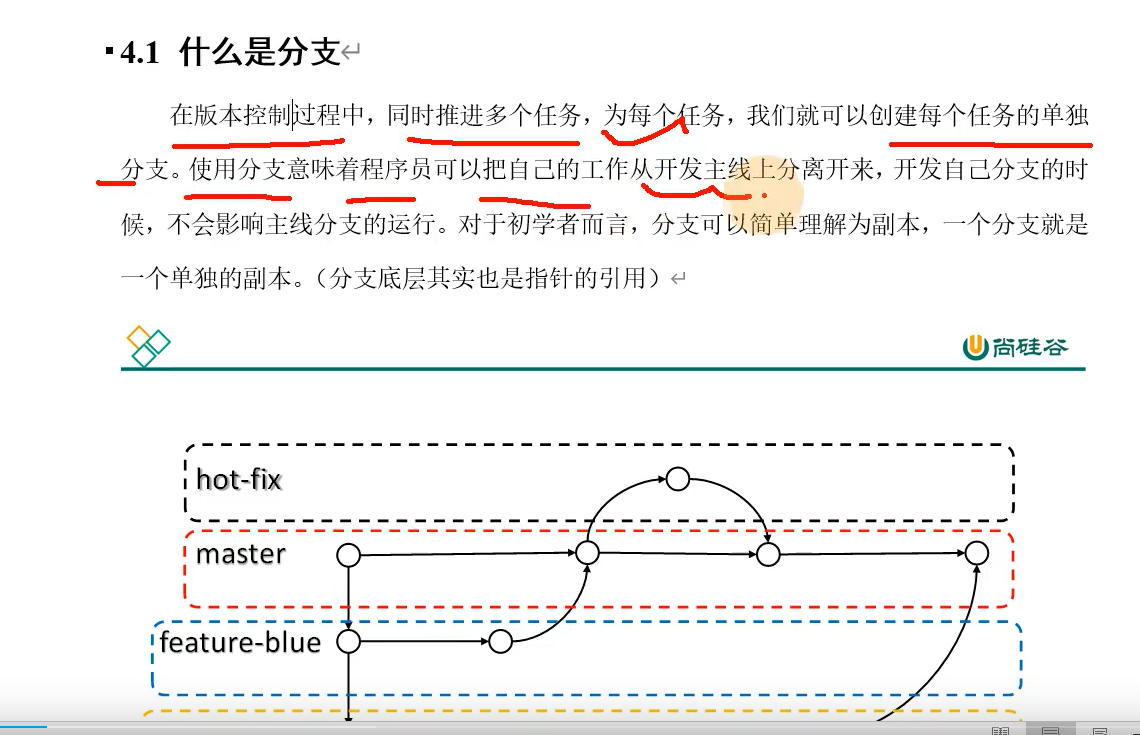 4.1 什么是分支
在版本控制过程中，同时推进多个任务，为每个任务，我们就可以创建每个任务的单独
分支。使用分支意味着程序员可以把自己的工作从开发主线上分离开来，开发自己分支的时
候，不会影响主线分支的运行。对于初学者而言，分支可以简单理解为副本，一个分支就是
一个单独的副本。（分支底层其实也是指针的引用）
尚硅谷
hot-fix
master
feature-blue